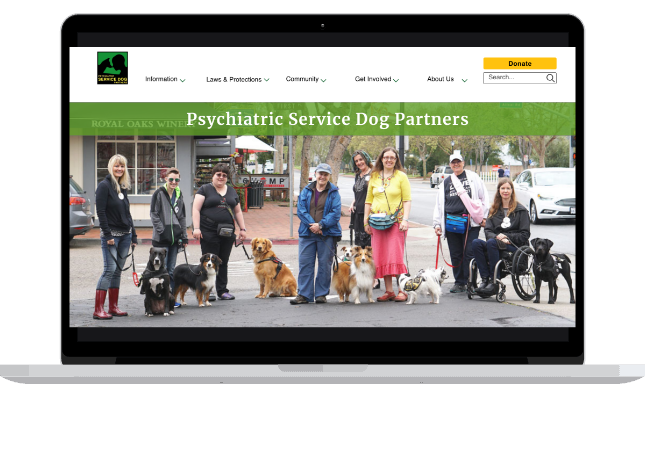 SERVICE DOG
Donate
Search...
Information
Laws & Protections
Community
Get Involved
About Us
Psychiatric Service Dog Partners
ROYAL OAKS WINE